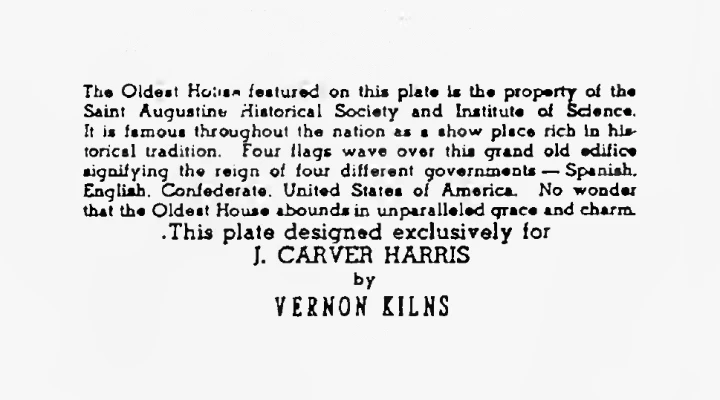 The Oldest House featured on this plate is the property of the
Saint Augustine Historical Society and Institute of Science.
It is famous throughout the nation as a show place rich in his-
torical tradition. Four flags wave over this grand old edifice
signifying the reign of four different governments — Spanish,
English, Confederate, United States of America. No wonder
that the Oldest House abounds in unparalleled grace and charm.
.This plate designed exclusively for
J. CARVER HARRIS
by
VERNON KILNS